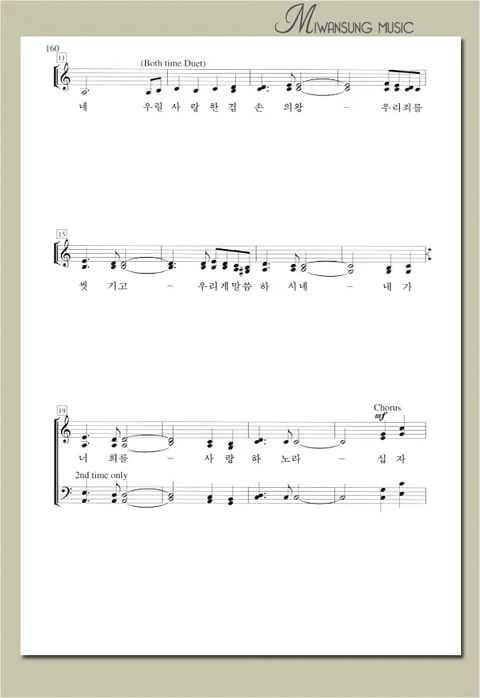 MIWANSUNG MUSIC
160
11
(Both time Duet)
네 우릴 사 랑 한 겸 손 의왕 – 우리죄를
15
씻 기고 – 우리게말씀 하 시네 – 내 가
19
Chorus
mf
너 희를 – 사 랑 하 노라 – 십 자
2nd time only